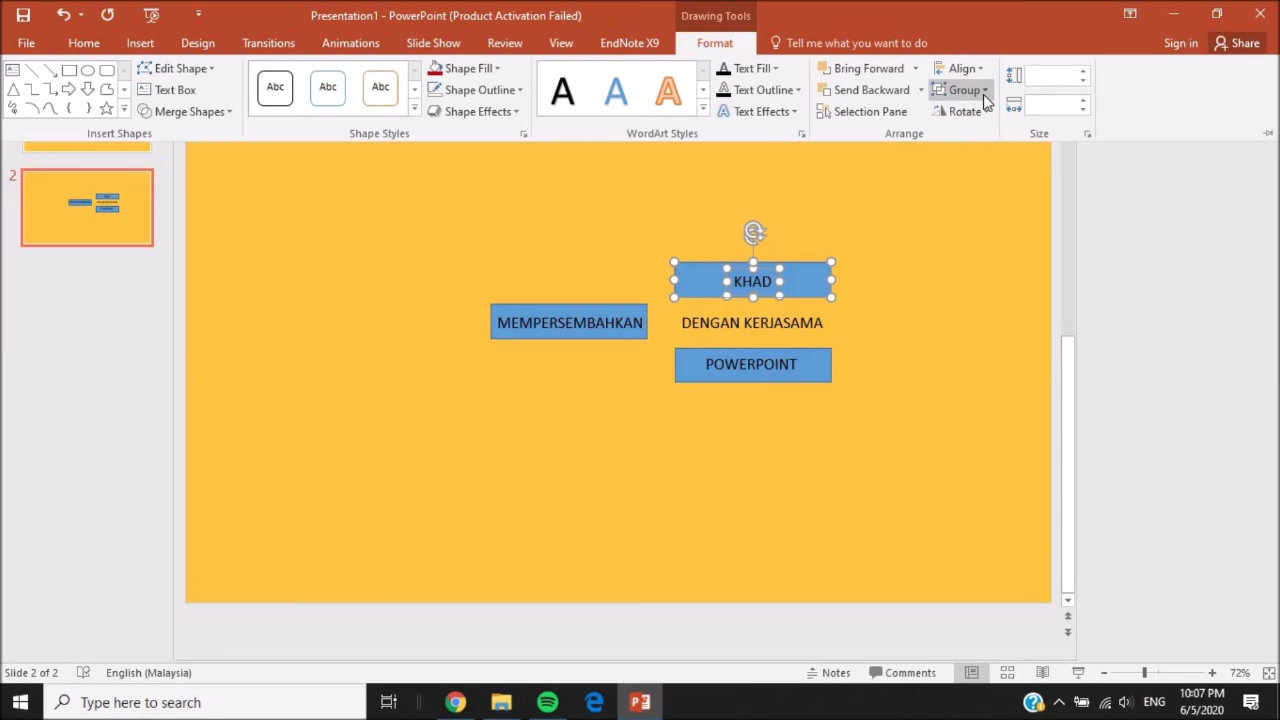 Presentation1 - PowerPoint (Product Activation Failed)
Drawing Tools
File
Home
Insert
Design
Transitions
Animations
Slide Show
Review
View
EndNote X9
Format
Tell me what you want to do
Sign in
Share
Edit Shape
Text Box
Merge Shapes
Insert Shapes
Abc
Abc
Abc
Shape Fill
Shape Outline
Shape Effects
Shape Styles
A
A
A
Text Fill
Text Outline
Text Effects
WordArt Styles
Bring Forward
Send Backward
Selection Pane
Align
Group
Rotate
Arrange
Size
2
KHAD
MEMPERSEMBAHKAN
DENGAN KERJASAMA
POWERPOINT
Slide 2 of 2
English (Malaysia)
Notes
Comments
72%
Type here to search
ENG
10:07 PM
6/5/2020